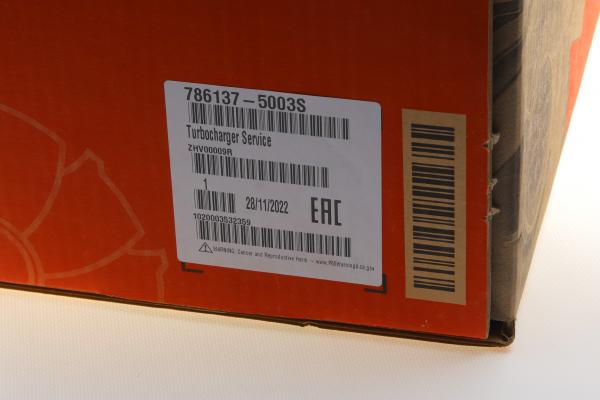 786137-5003S
Turbocharger Service
ZHV00009R
1
28/11/2022
EAC
1020003532359
WARNING: Cancer and Reproductive Harm - www.P65Warnings.ca.gov